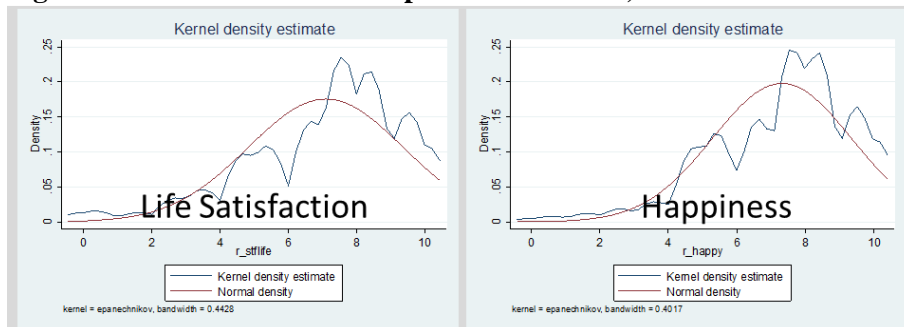 Kernel density estimate
.25
.2
.15
.1
.05
0
Density
Life Satisfaction
0 2 4 6 8 10
r_stflife
Kernel density estimate
Normal density
kernel = epanechnikov, bandwidth = 0.4428
Kernel density estimate
.25
.2
.15
.1
.05
0
Density
Happiness
0 2 4 6 8 10
r_happy
Kernel density estimate
Normal density
kernel = epanechnikov, bandwidth = 0.4017